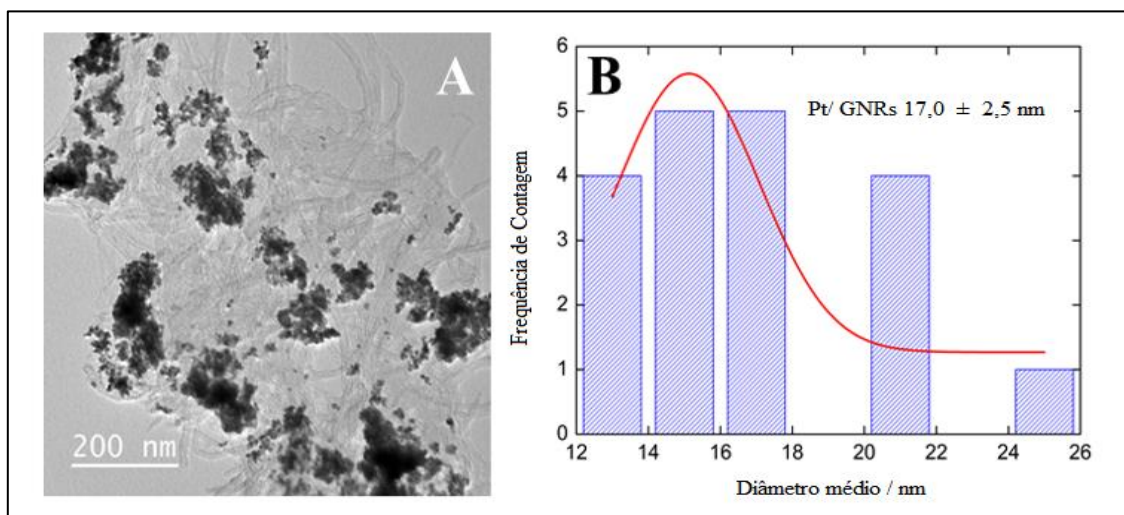 A
200 nm
B
Pt/ GNRs 17,0 ± 2,5 nm
Frequência de Contagem
6
5
4
3
2
1
0
12 14 16 18 20 22 24 26
Diâmetro médio / nm